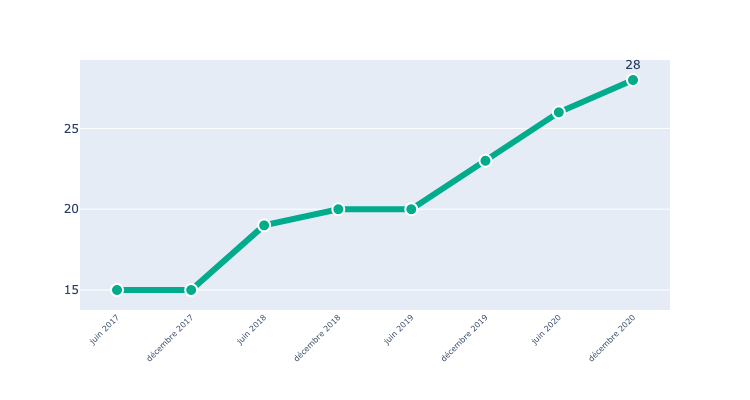 28
25
20
15
juin 2017
décembre 2017
juin 2018
décembre 2018
juin 2019
décembre 2019
juin 2020
décembre 2020